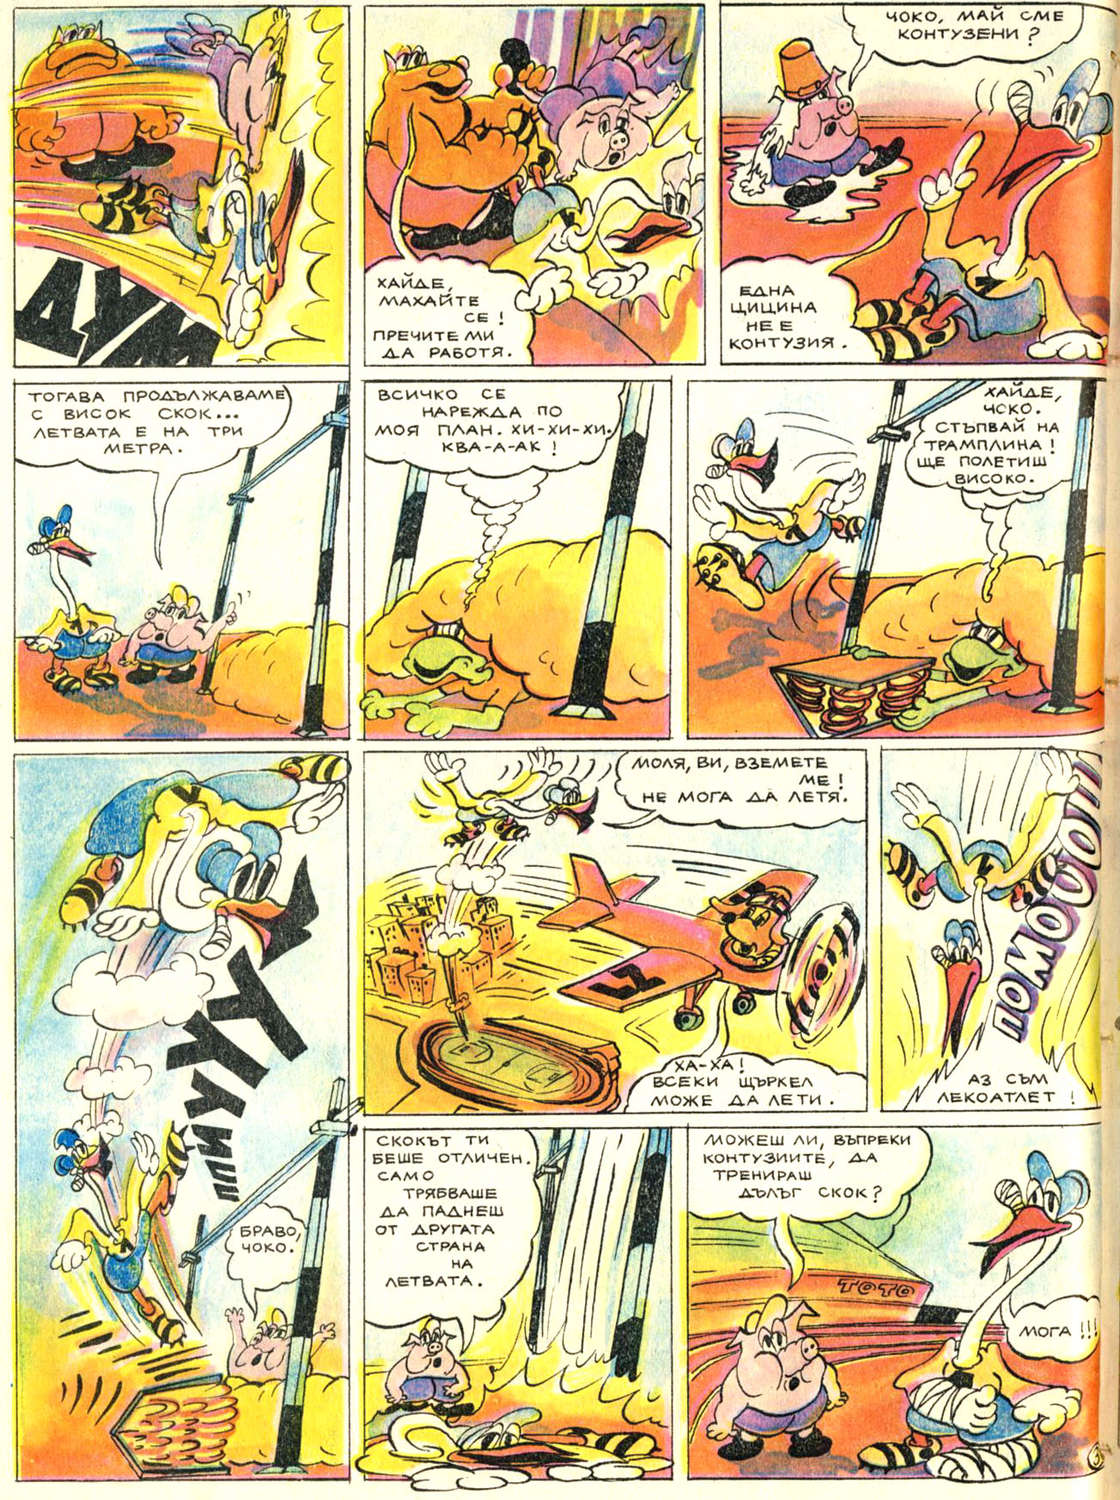 ДУМ
ХАЙДЕ,
МАХАЙТЕ
СЕ!
ПРЕЧИТЕ МИ
ДА РАБОТЯ.
ЧОКО, МАЙ СМЕ
КОНТУЗЕНИ?
ЕДНА
ЦИЦИНА
НЕ Е
КОНТУЗИЯ.
ТОГАВА ПРОДЪЛЖАВАМЕ
С ВИСОК СКОК...
ЛЕТВАТА Е НА ТРИ
МЕТРА.
ВСИЧКО СЕ
НАРЕЖДА ПО
МОЯ ПЛАН. ХИ-ХИ-ХИ.
КВА-А-АК!
ХАЙДЕ,
ЧОКО.
СТЪПВАЙ НА
ТРАМПЛИНА!
ЩЕ ПОЛЕТИШ
ВИСОКО.
БРАВО,
ЧОКО.
МОЛЯ, ВИ, ВЗЕМЕТЕ
МЕ!
НЕ МОГА ДА ЛЕТЯ.
ХА-ХА!
ВСЕКИ ЩЪРКЕЛ
МОЖЕ ДА ЛЕТИ.
АЗ СЪМ
ЛЕКОАТЛЕТ!
СКОКЪТ ТИ
БЕШЕ ОТЛИЧЕН.
САМО
ТРЯБВАШЕ
ДА ПАДНЕШ
ОТ ДРУГАТА
СТРАНА
НА
ЛЕТВАТА.
МОЖЕШ ЛИ, ВЪПРЕКИ
КОНТУЗИИТЕ, ДА
ТРЕНИРАШ
ДЪЛЪГ СКОК?
ТОТО
МОГА!!!